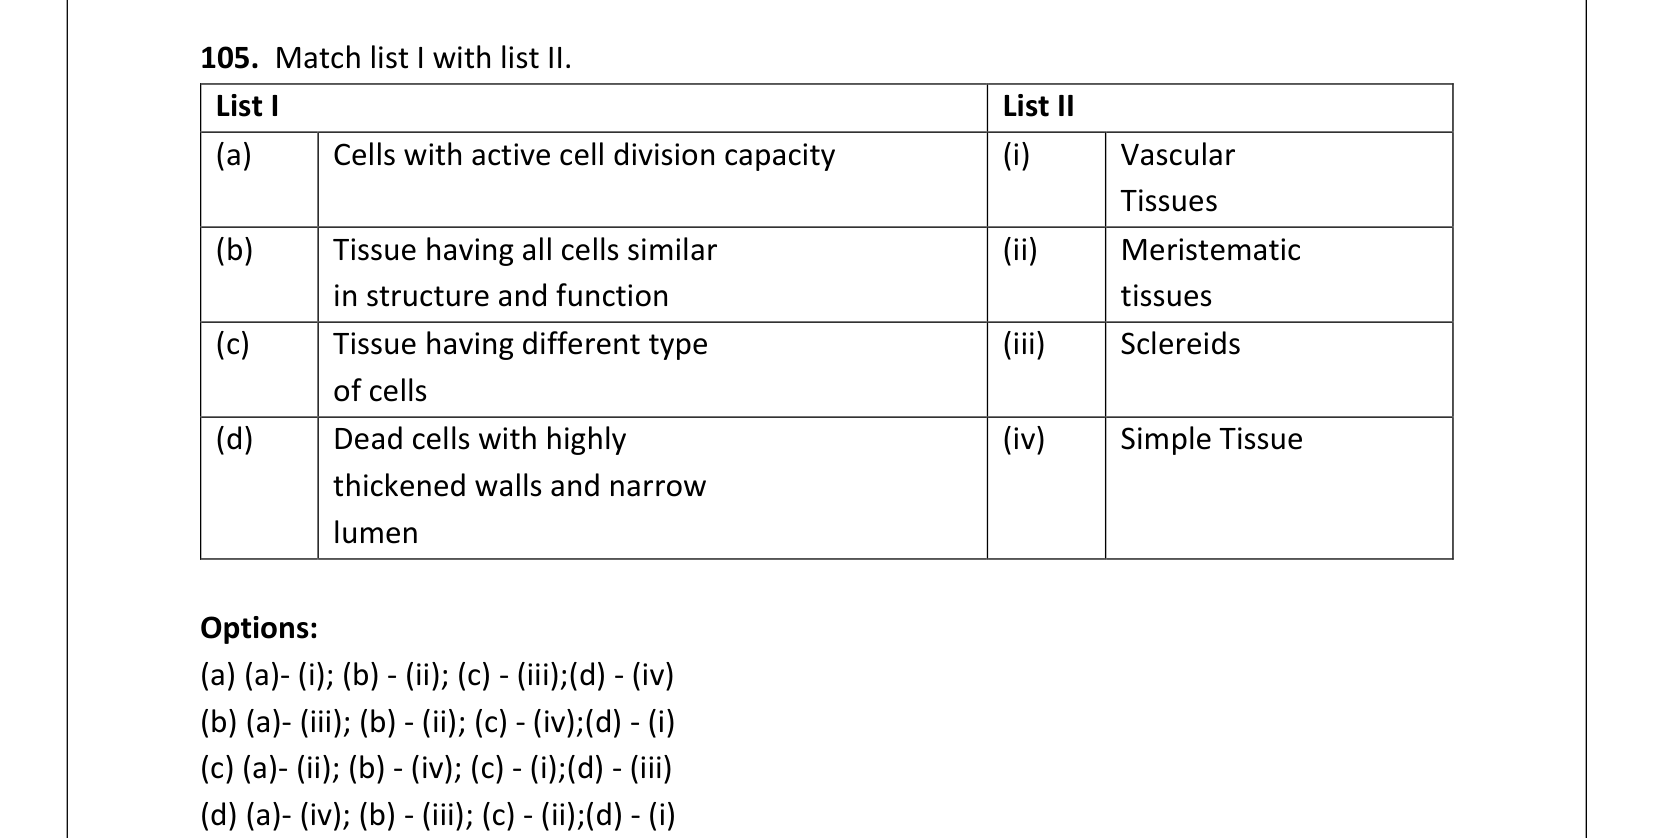 105. Match list I with list II.
List I List II
(a) Cells with active cell division capacity (i) Vascular
Tissues
(b) Tissue having all cells similar (ii) Meristematic
in structure and function tissues
(c) Tissue having different type (iii) Sclereids
of cells
(d) Dead cells with highly (iv) Simple Tissue
thickened walls and narrow
lumen
Options:
(a) (a)- (i); (b) - (ii); (c) - (iii);(d) - (iv)
(b) (a)- (iii); (b) - (ii); (c) - (iv);(d) - (i)
(c) (a)- (ii); (b) - (iv); (c) - (i);(d) - (iii)
(d) (a)- (iv); (b) - (iii); (c) - (ii);(d) - (i)